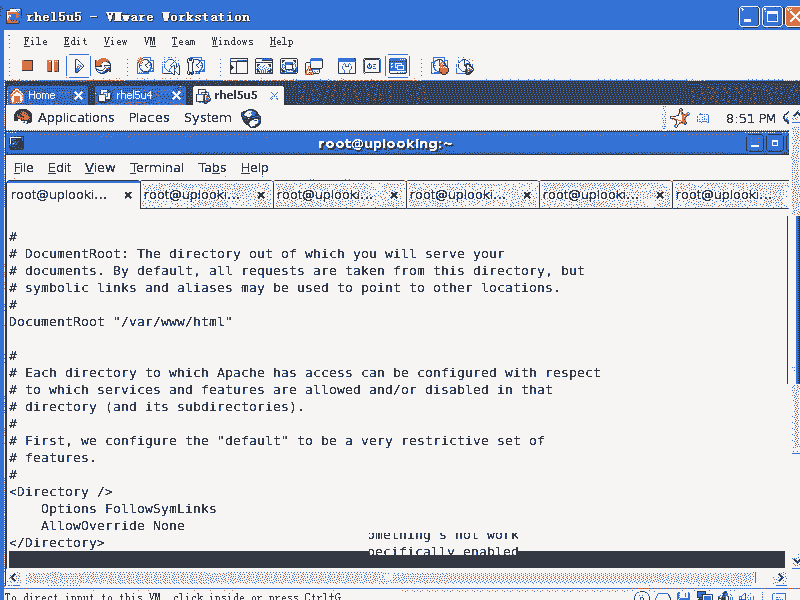 rhel5u5 - VMware Workstation
File Edit View VM Team Windows Help
Home rhel5u4 rhel5u5
Applications Places System 8:51 PM
root@uplooking:~
File Edit View Terminal Tabs Help
root@uplooki... root@uplooki... root@uplooki... root@uplooki... root@uplooki... root@uplooki...
#
# DocumentRoot: The directory out of which you will serve your
# documents. By default, all requests are taken from this directory, but
# symbolic links and aliases may be used to point to other locations.
#
DocumentRoot "/var/www/html"
#
# Each directory to which Apache has access can be configured with respect
# to which services and features are allowed and/or disabled in that
# directory (and its subdirectories).
#
# First, we configure the "default" to be a very restrictive set of
# features.
#
<Directory />
Options FollowSymLinks
AllowOverride None
omething's not work
</Directory>
pecifically enabled
To direct input to this VM, click inside or press Ctrl+G.